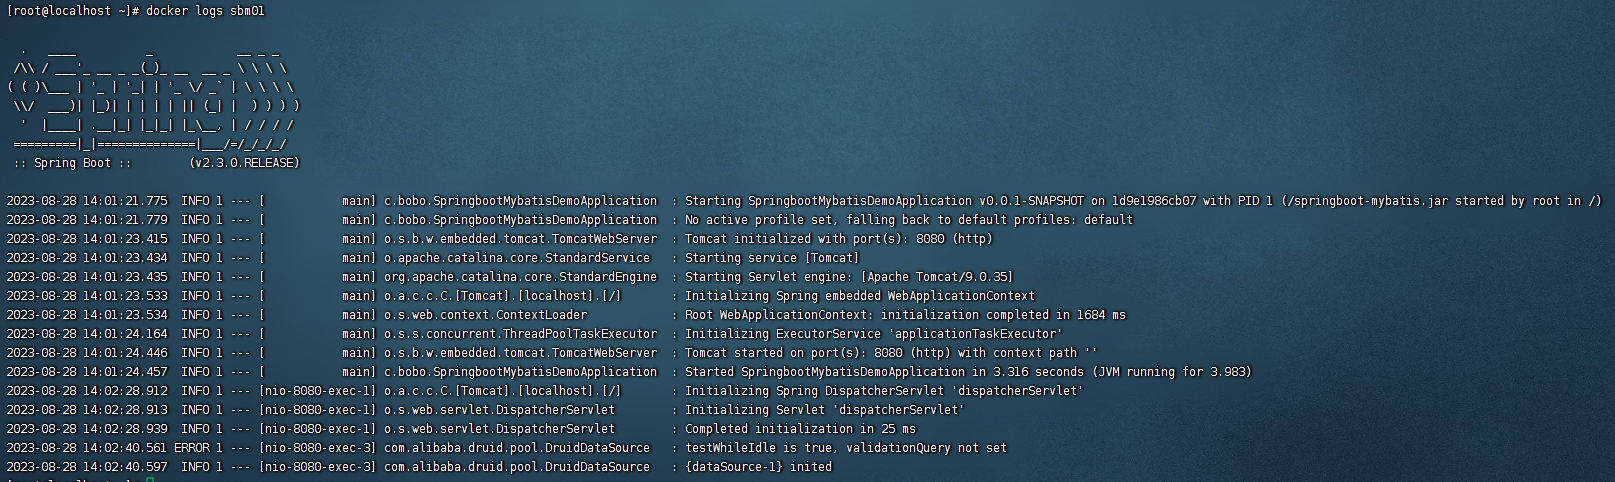 [root@localhost ~]# docker logs sbm01
  .   ____          _            __ _ _
 /\\ / ___'_ __ _ _(_)_ __  __ _ \ \ \ \
( ( )\___ | '_ | '_| | '_ \/ _` | \ \ \ \
 \\/  ___)| |_)| | | | | || (_| |  ) ) ) )
  '  |____| .__|_| |_|_| |_\__, | / / / /
 =========|_|==============|___/=/_/_/_/
 :: Spring Boot ::        (v2.3.0.RELEASE)
2023-08-28 14:01:21.775  INFO 1 --- [           main] c.bobo.SpringbootMybatisDemoApplication  : Starting SpringbootMybatisDemoApplication v0.0.1-SNAPSHOT on 1d9e1986cb07 with PID 1 (/springboot-mybatis.jar started by root in /)
2023-08-28 14:01:21.779  INFO 1 --- [           main] c.bobo.SpringbootMybatisDemoApplication  : No active profile set, falling back to default profiles: default
2023-08-28 14:01:23.415  INFO 1 --- [           main] o.s.b.w.embedded.tomcat.TomcatWebServer  : Tomcat initialized with port(s): 8080 (http)
2023-08-28 14:01:23.434  INFO 1 --- [           main] o.apache.catalina.core.StandardService   : Starting service [Tomcat]
2023-08-28 14:01:23.435  INFO 1 --- [           main] org.apache.catalina.core.StandardEngine  : Starting Servlet engine: [Apache Tomcat/9.0.35]
2023-08-28 14:01:23.533  INFO 1 --- [           main] o.a.c.c.C.[Tomcat].[localhost].[/]       : Initializing Spring embedded WebApplicationContext
2023-08-28 14:01:23.534  INFO 1 --- [           main] o.s.web.context.ContextLoader            : Root WebApplicationContext: initialization completed in 1684 ms
2023-08-28 14:01:24.164  INFO 1 --- [           main] o.s.s.concurrent.ThreadPoolTaskExecutor  : Initializing ExecutorService 'applicationTaskExecutor'
2023-08-28 14:01:24.446  INFO 1 --- [           main] o.s.b.w.embedded.tomcat.TomcatWebServer  : Tomcat started on port(s): 8080 (http) with context path ''
2023-08-28 14:01:24.457  INFO 1 --- [           main] c.bobo.SpringbootMybatisDemoApplication  : Started SpringbootMybatisDemoApplication in 3.316 seconds (JVM running for 3.983)
2023-08-28 14:02:28.912  INFO 1 --- [nio-8080-exec-1] o.a.c.c.C.[Tomcat].[localhost].[/]       : Initializing Spring DispatcherServlet 'dispatcherServlet'
2023-08-28 14:02:28.913  INFO 1 --- [nio-8080-exec-1] o.s.web.servlet.DispatcherServlet        : Initializing Servlet 'dispatcherServlet'
2023-08-28 14:02:28.939  INFO 1 --- [nio-8080-exec-1] o.s.web.servlet.DispatcherServlet        : Completed initialization in 25 ms
2023-08-28 14:02:40.561 ERROR 1 --- [nio-8080-exec-3] com.alibaba.druid.pool.DruidDataSource   : testWhileIdle is true, validationQuery not set
2023-08-28 14:02:40.597  INFO 1 --- [nio-8080-exec-3] com.alibaba.druid.pool.DruidDataSource   : {dataSource-1} inited